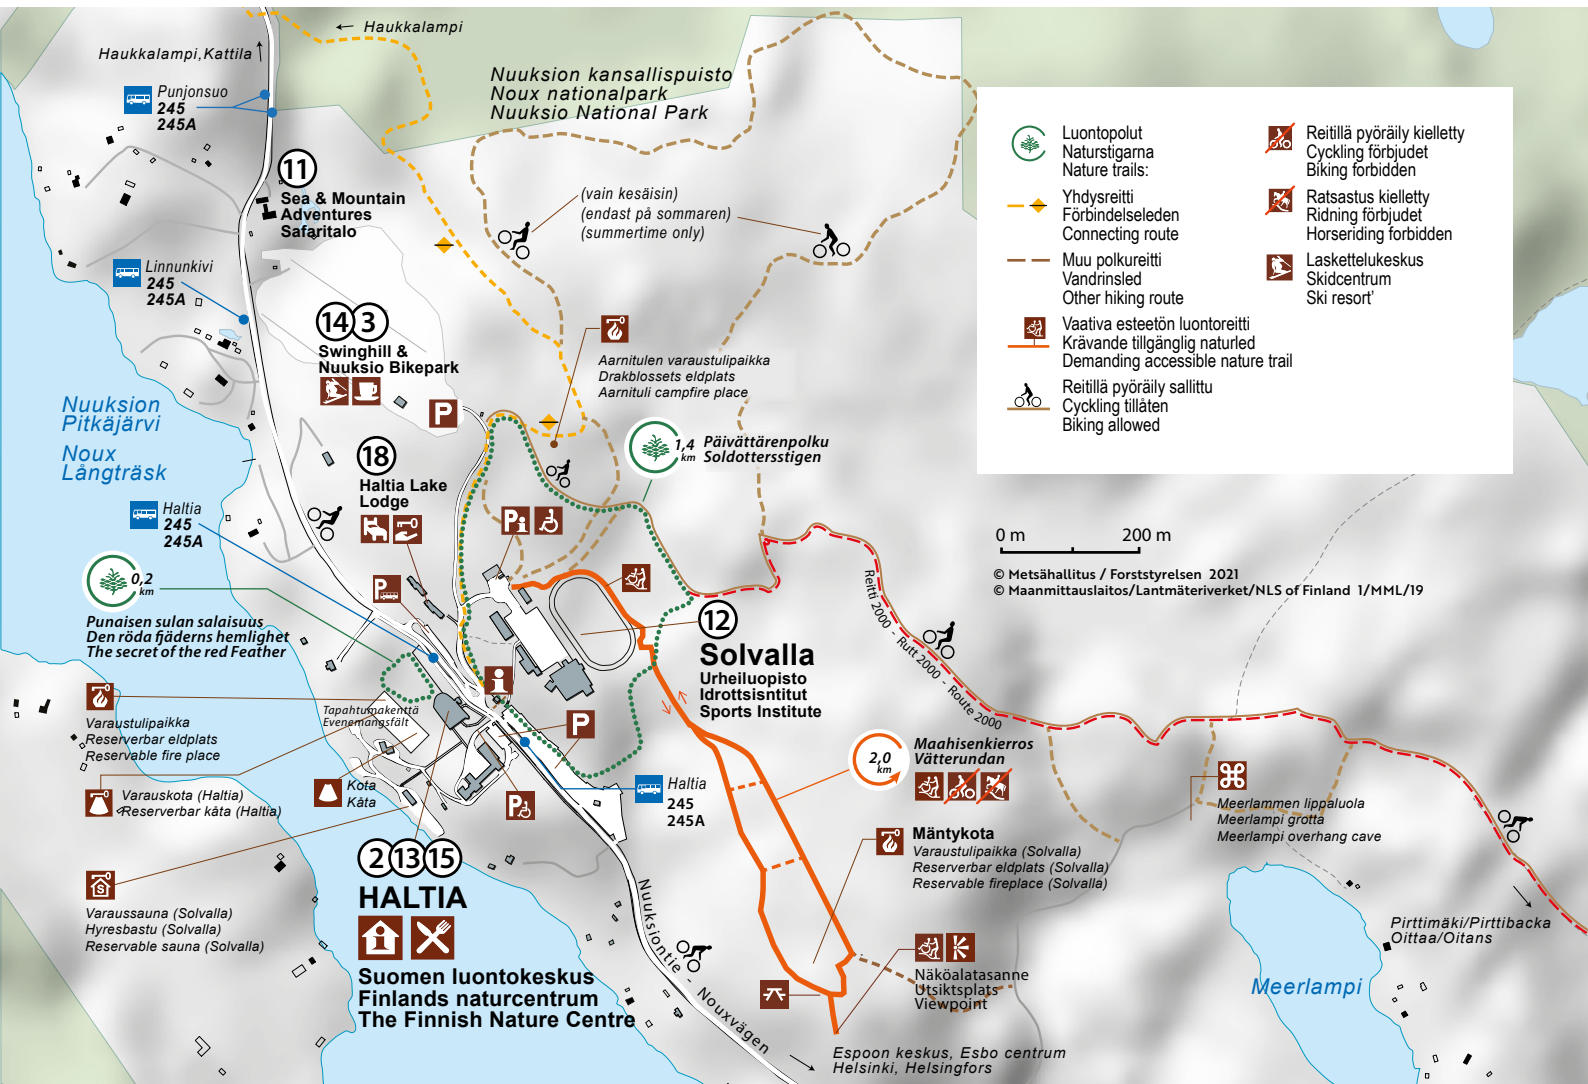 Haukkalampi
Haukkalampi, Kattila
Punjonsuo
245
245A
Nuuksion kansallispuisto
Noux nationalpark
Nuuksio National Park
11
Sea & Mountain
Adventures
Safaritalo
(vain kesäisin)
(endast på sommaren)
(summertime only)
Linnunkivi
245
245A
14 3
Swinghill &
Nuuksio Bikepark
P
Aarnitulen varaustulipaikka
Drakblossets eldplats
Aarnituli campfire place
Nuuksion
Pitkäjärvi
Noux
Långträsk
1,4
km
Päivättärenpolku
Soldottersstigen
18
Haltia Lake
Lodge
Haltia
245
245A
P
i
P
0,2
km
Punaisen sulan salaisuus
Den röda fjäderns hemlighet
The secret of the red Feather
12
Solvalla
Urheiluopisto
Idrottsisntitut
Sports Institute
i
P
Tapahtumakenttä
Evenemangsfält
Varaustulipaikka
Reserverbar eldplats
Reservable fire place
Kota
Kåta
Varauskota (Haltia)
Reserverbar kåta (Haltia)
P
Haltia
245
245A
2 13 15
HALTIA
i
Suomen luontokeskus
Finlands naturcentrum
The Finnish Nature Centre
S
Varaussauna (Solvalla)
Hyresbastu (Solvalla)
Reservable sauna (Solvalla)
Nuuksiontie - Nouxvägen
2,0
km
Maahisenkierros
Vätterundan
Mäntykota
Varaustulipaikka (Solvalla)
Reserverbar eldplats (Solvalla)
Reservable fireplace (Solvalla)
Näköalatasanne
Utsiktsplats
Viewpoint
Espoon keskus, Esbo centrum
Helsinki, Helsingfors
Reitti 2000 - Rutt 2000 - Route 2000
Meerlammen lippaluola
Meerlampi grotta
Meerlampi overhang cave
Pirttimäki/Pirttibacka
Oittaa/Oitans
Meerlampi
Luontopolut
Naturstigarna
Nature trails:
Yhdysreitti
Förbindelseleden
Connecting route
Muu polkureitti
Vandrinsled
Other hiking route
Vaativa esteetön luontoreitti
Krävande tillgänglig naturled
Demanding accessible nature trail
Reitillä pyöräily sallittu
Cyckling tillåten
Biking allowed
Reitillä pyöräily kielletty
Cyckling förbjudet
Biking forbidden
Ratsastus kielletty
Ridning förbjudet
Horseriding forbidden
Laskettelukeskus
Skidcentrum
Ski resort'
0 m 200 m
© Metsähallitus / Forststyrelsen 2021
© Maanmittauslaitos/Lantmäteriverket/NLS of Finland 1/MML/19